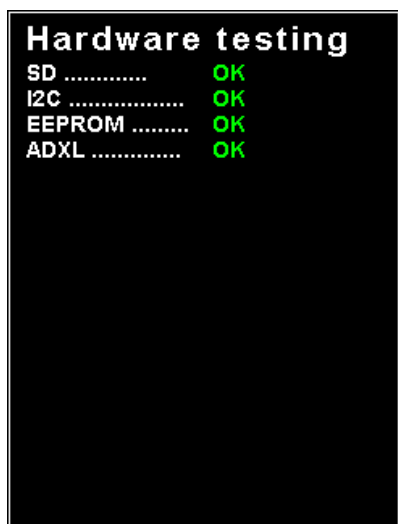 Hardware testing
SD ............. OK
I2C ................... OK
EEPROM ......... OK
ADXL .............. OK